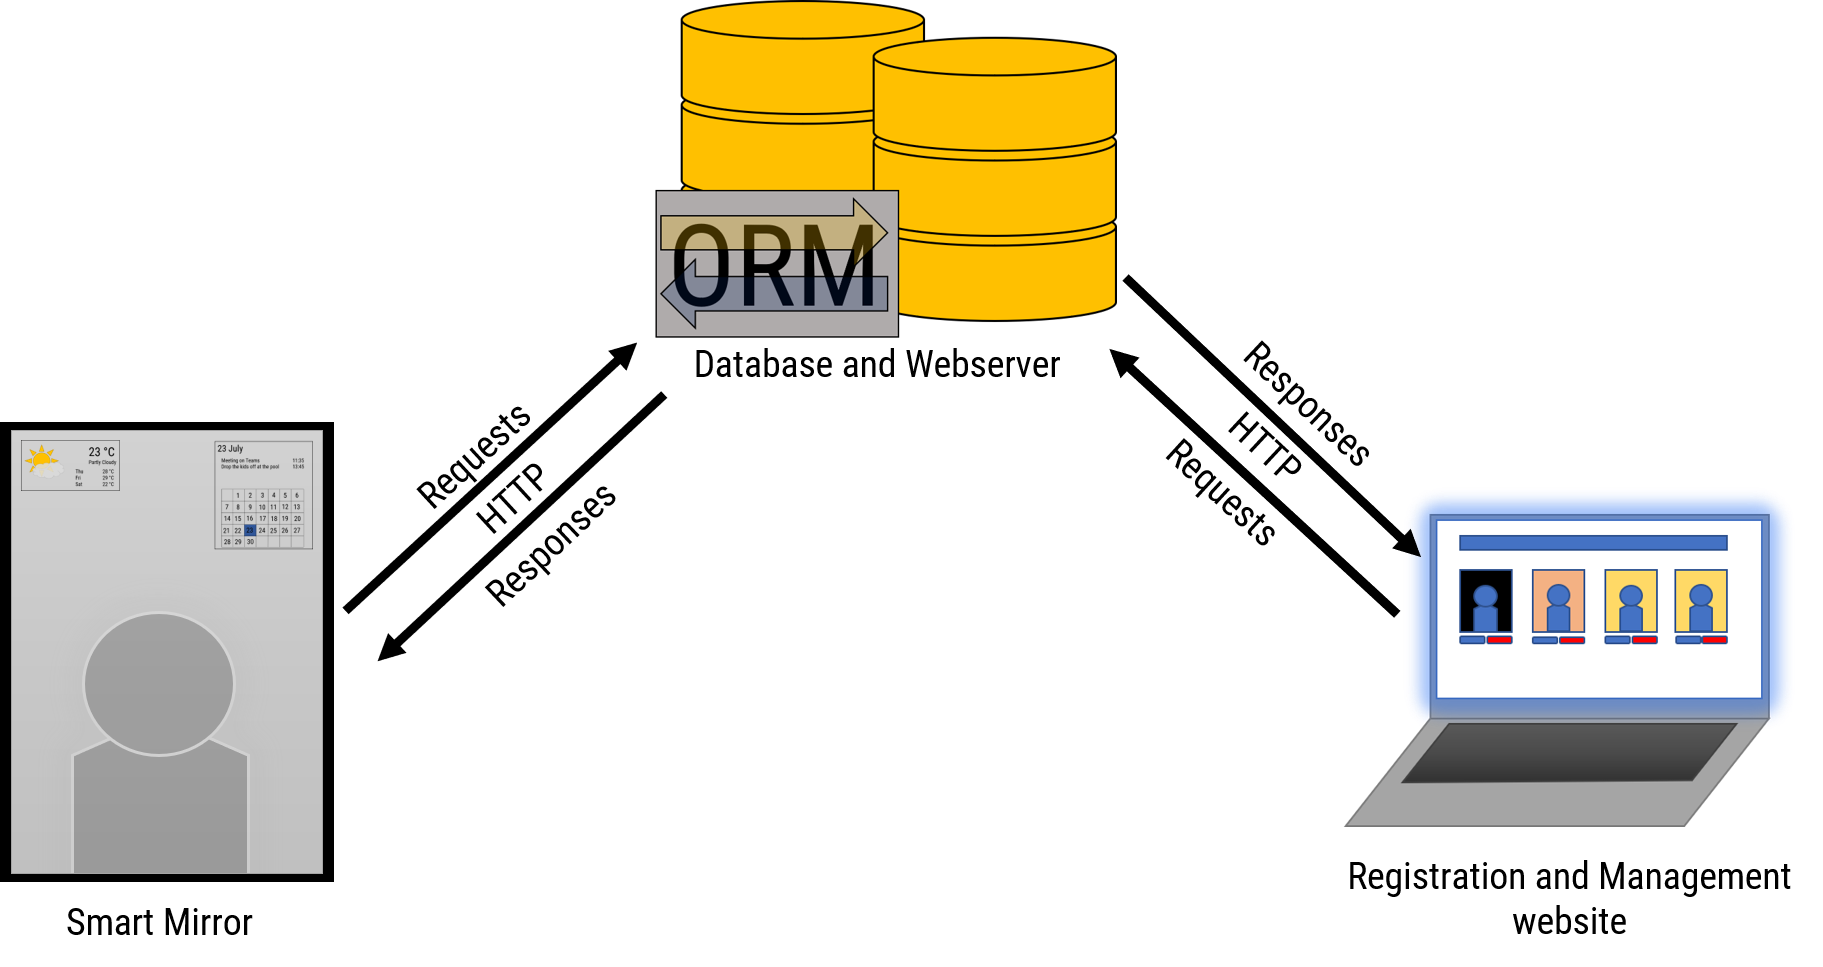 ORM
Database and Webserver
Requests
HTTP
Responses
Responses
HTTP
Requests
23 °C
Partly Cloudy
Thu 28 °C
Fri 29 °C
Sat 22 °C
23 July
Meeting on Teams 11:35
Drop the kids off at the pool 13:45
1 2 3 4 5 6
7 8 9 10 11 12 13
14 15 16 17 18 19 20
21 22 23 24 25 26 27
28 29 30
Smart Mirror
Registration and Management
website